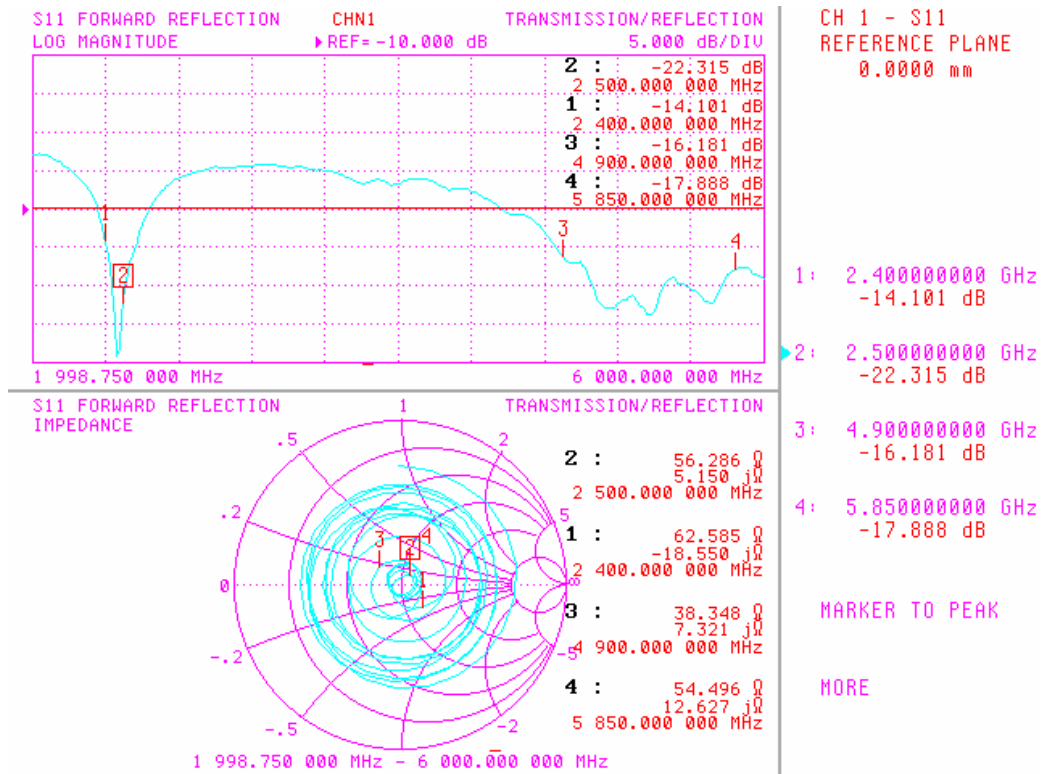 S11 FORWARD REFLECTION CHN1 TRANSMISSION/REFLECTION
LOG MAGNITUDE ▶REF=-10.000 dB 5.000 dB/DIV
2 : -22.315 dB
2 500.000 000 MHz
1 : -14.101 dB
2 400.000 000 MHz
3 : -16.181 dB
4 900.000 000 MHz
4 : -17.888 dB
5 850.000 000 MHz
1
2
3
4
1 998.750 000 MHz 6 000.000 000 MHz
S11 FORWARD REFLECTION TRANSMISSION/REFLECTION
IMPEDANCE
1
.5
2
.2
5
0
∞
-.2
-5
-.5
-2
3
2
4
1
2 : 56.286 Ω
5.150 jΩ
2 500.000 000 MHz
1 : 62.585 Ω
-18.550 jΩ
2 400.000 000 MHz
3 : 38.348 Ω
7.321 jΩ
4 900.000 000 MHz
4 : 54.496 Ω
12.627 jΩ
5 850.000 000 MHz
1 998.750 000 MHz - 6 000.000 000 MHz
CH 1 - S11
REFERENCE PLANE
0.0000 mm
1: 2.400000000 GHz
-14.101 dB
2: 2.500000000 GHz
-22.315 dB
3: 4.900000000 GHz
-16.181 dB
4: 5.850000000 GHz
-17.888 dB
MARKER TO PEAK
MORE